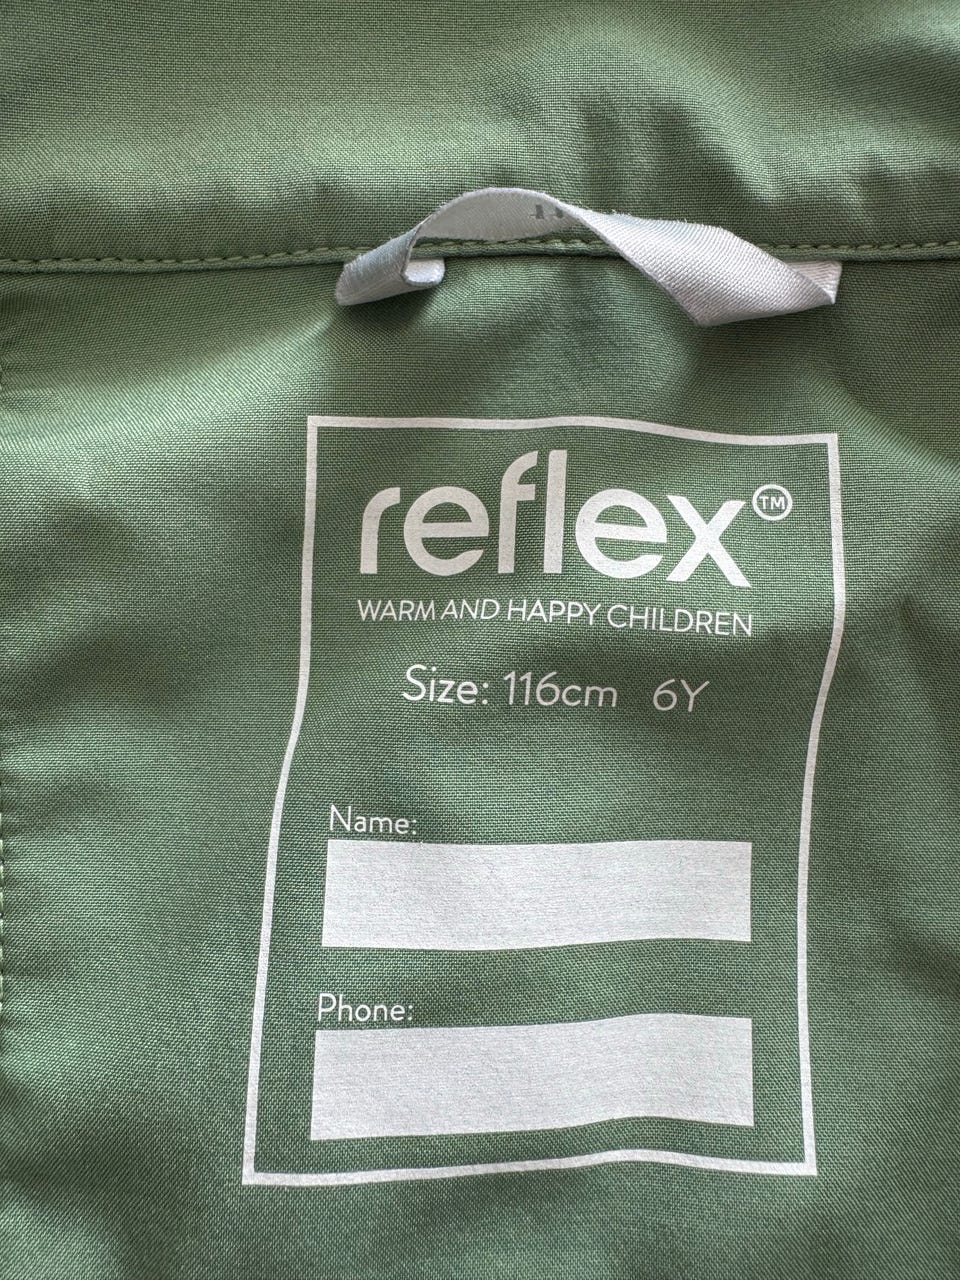 reflex™
WARM AND HAPPY CHILDREN
Size: 116cm 6Y
Name:
Phone: